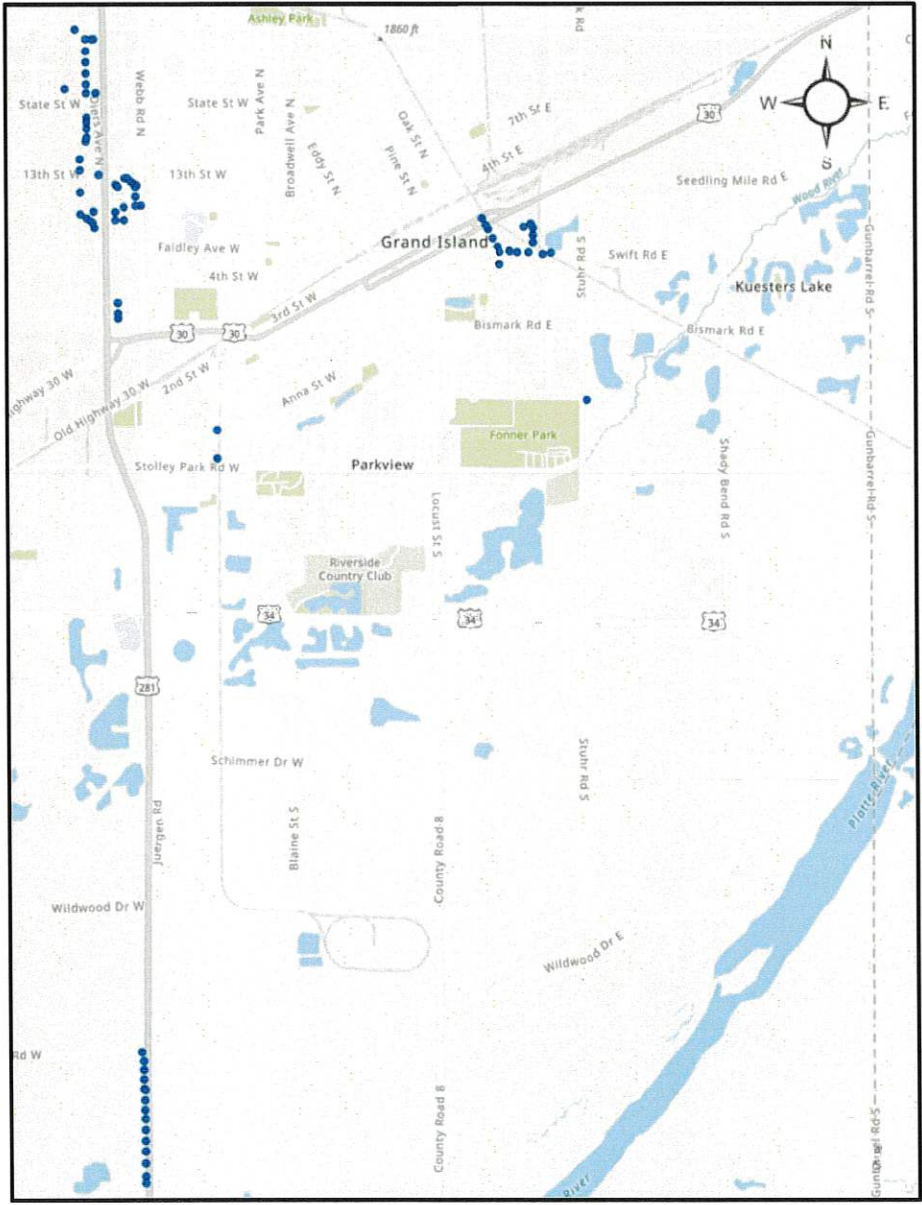 Ashley Park
1860 ft
k Rd
N
W
E
S
State St W
Webb Rd N
State St W
Park Ave N
Broadwell Ave N
Eddy St N
Oak St N
Pine St N
7th St E
4th St E
30
Diers Ave N
13th St W
13th St W
Seedling Mile Rd E
Wood River
Faidley Ave W
Grand Island
Stuhr Rd S
Swift Rd E
Gunbarrel Rd S
4th St W
Kuesters Lake
3rd St W
Bismark Rd E
Bismark Rd E
30
30
2nd St W
Anna St W
ighway 30 W
Old Highway 30 W
Fonner Park
Stolley Park Rd W
Parkview
Shady Bend Rd S
Gunbarrel Rd S
Locust St S
Riverside
Country Club
34
34
34
281
Schimmer Dr W
Stuhr Rd S
Platte River
Juergen Rd
Blaine St S
County Road 8
Wildwood Dr W
Wildwood Dr E
Rd W
County Road 8
Gunbarrel Rd S
River